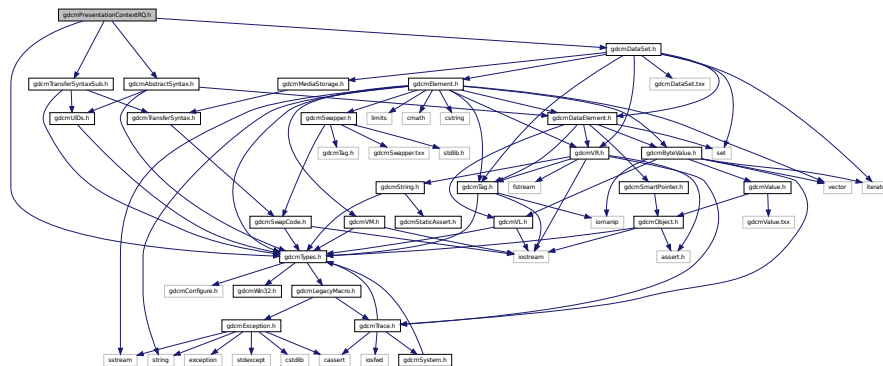 gdcmPresentationContextRQ.h
gdcmDataSet.h
gdcmTransferSyntaxSub.h
gdcmAbstractSyntax.h
gdcmMediaStorage.h
gdcmElement.h
gdcmDataSet.txx
gdcmUIDs.h
gdcmTransferSyntax.h
gdcmSwapper.h
limits
cmath
cstring
gdcmDataElement.h
gdcmTag.h
gdcmSwapper.txx
stdlib.h
gdcmVR.h
gdcmByteValue.h
set
gdcmString.h
gdcmTag.h
fstream
gdcmSmartPointer.h
gdcmValue.h
vector
iterat
gdcmSwapCode.h
gdcmVM.h
gdcmStaticAssert.h
gdcmVL.h
iomanip
gdcmObject.h
gdcmValue.txx
gdcmTypes.h
iostream
assert.h
gdcmConfigure.h
gdcmWin32.h
gdcmLegacyMacro.h
gdcmException.h
gdcmTrace.h
sstream
string
exception
stdexcept
cstdlib
cassert
iosfwd
gdcmSystem.h